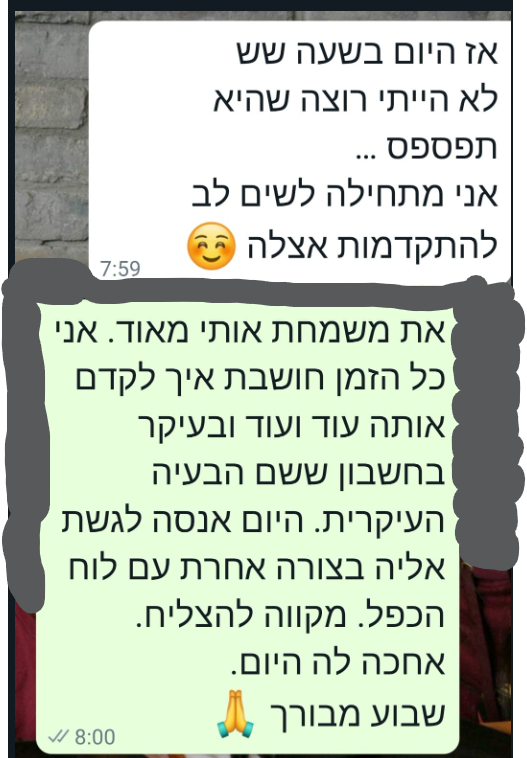 אז היום בשעה שש
לא הייתי רוצה שהיא
תפספס ...
אני מתחילה לשים לב
להתקדמות אצלה 😊
7:59
את משמחת אותי מאוד. אני
כל הזמן חושבת איך לקדם
אותה עוד ועוד ובעיקר
בחשבון ששם הבעיה
העיקרית. היום אנסה לגשת
אליה בצורה אחרת עם לוח
הכפל. מקווה להצליח.
אחכה לה היום.
שבוע מבורך 🙏
8:00